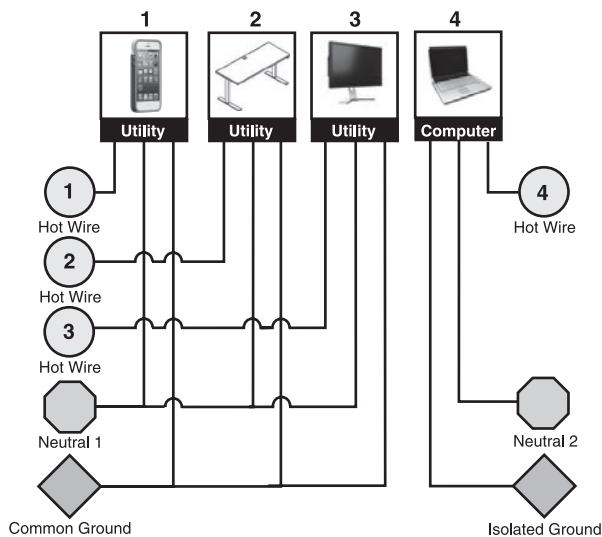 1 2 3 4
Utility Utility Utility Computer
1 4
Hot Wire Hot Wire
2
Hot Wire
3
Hot Wire
Neutral 1 Neutral 2
Common Ground Isolated Ground